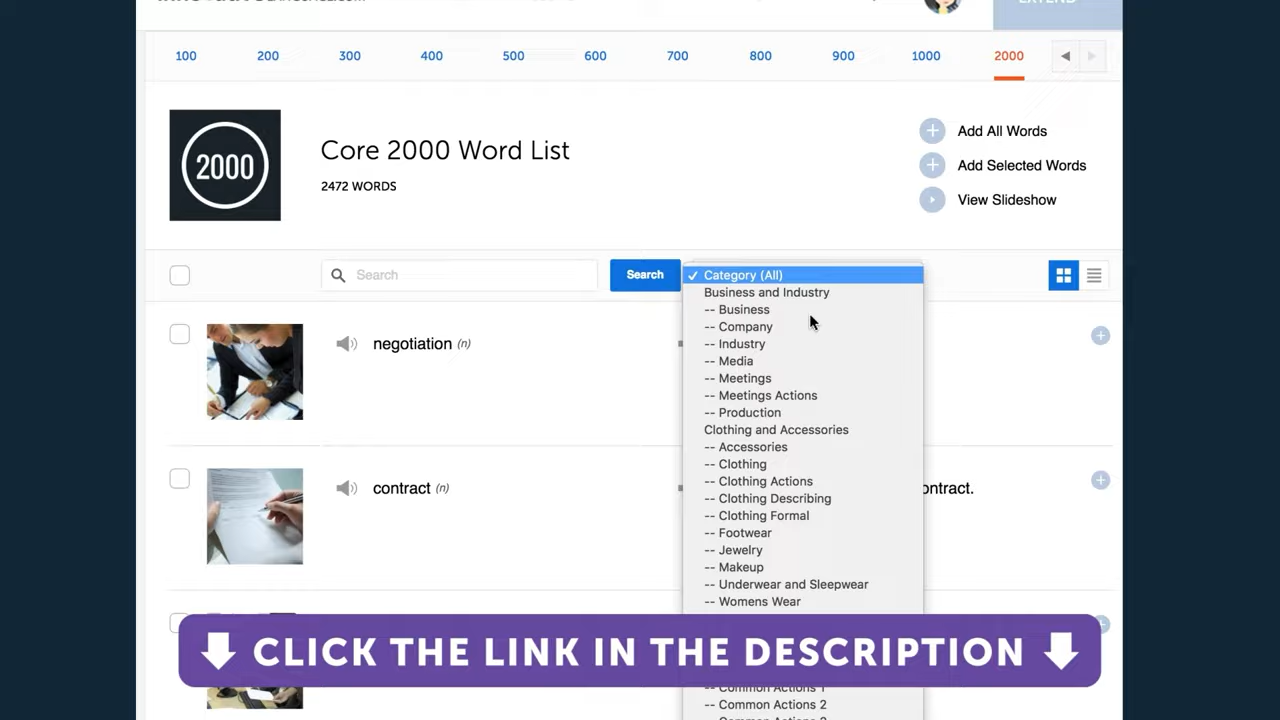 100 200 300 400 500 600 700 800 900 1000 2000
2000
Core 2000 Word List
2472 WORDS
Add All Words
Add Selected Words
View Slideshow
Search
Search
✓ Category (All)
Business and Industry
-- Business
-- Company
-- Industry
-- Media
-- Meetings
-- Meetings Actions
-- Production
Clothing and Accessories
-- Accessories
-- Clothing
-- Clothing Actions
-- Clothing Describing
-- Clothing Formal
-- Footwear
-- Jewelry
-- Makeup
-- Underwear and Sleepwear
-- Womens Wear
negotiation (n)
contract (n)
ontract.
CLICK THE LINK IN THE DESCRIPTION
-- Common Actions 1
-- Common Actions 2